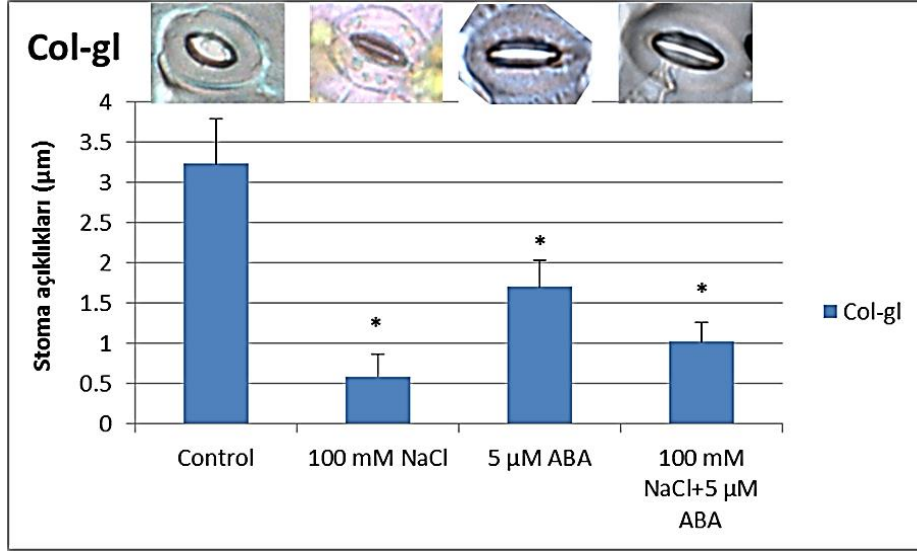 Col-gl
Stoma açıklıkları (µm)
4
3.5
3
2.5
2
1.5
1
0.5
0
*
*
*
Control
100 mM NaCl
5 µM ABA
100 mM
NaCl+5 µM
ABA
Col-gl